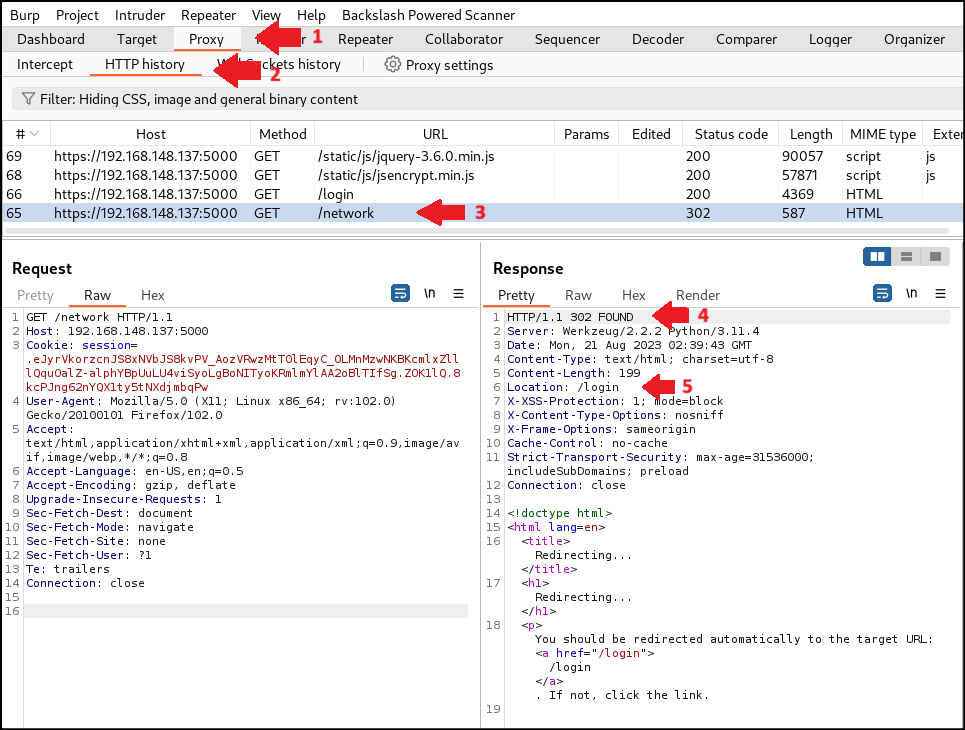 Burp Project Intruder Repeater View Help Backslash Powered Scanner
Dashboard Target Proxy Repeater Collaborator Sequencer Decoder Comparer Logger Organizer
1
Intercept HTTP history WebSockets history Proxy settings
2
Filter: Hiding CSS, image and general binary content
# Host Method URL Params Edited Status code Length MIME type Exten
69 https://192.168.148.137:5000 GET /static/js/jquery-3.6.0.min.js 200 90057 script js
68 https://192.168.148.137:5000 GET /static/js/jsencrypt.min.js 200 57871 script js
66 https://192.168.148.137:5000 GET /login 200 4369 HTML
65 https://192.168.148.137:5000 GET /network 302 587 HTML
3
Request
Pretty Raw Hex \n
1 GET /network HTTP/1.1
2 Host: 192.168.148.137:5000
3 Cookie: session=
.eJyrVkorzcnJS8xNVbJS8kvPV_AozVRwzMtT0lEqyC_OLMnMzwNKBKcmlxZll
lQquOalZ-alphYBpUuLU4viSyoLgBoNITyoKRmlmYlAA2oBlTIfSg.ZOK1lQ.8
kcPJng62nYQX1ty5tNXdjmbqPw
4 User-Agent: Mozilla/5.0 (X11; Linux x86_64; rv:102.0)
Gecko/20100101 Firefox/102.0
5 Accept:
text/html,application/xhtml+xml,application/xml;q=0.9,image/av
if,image/webp,*/*;q=0.8
6 Accept-Language: en-US,en;q=0.5
7 Accept-Encoding: gzip, deflate
8 Upgrade-Insecure-Requests: 1
9 Sec-Fetch-Dest: document
10 Sec-Fetch-Mode: navigate
11 Sec-Fetch-Site: none
12 Sec-Fetch-User: ?1
13 Te: trailers
14 Connection: close
15
16
Response
Pretty Raw Hex Render \n
1 HTTP/1.1 302 FOUND
4
2 Server: Werkzeug/2.2.2 Python/3.11.4
3 Date: Mon, 21 Aug 2023 02:39:43 GMT
4 Content-Type: text/html; charset=utf-8
5 Content-Length: 199
6 Location: /login
5
7 X-XSS-Protection: 1; mode=block
8 X-Content-Type-Options: nosniff
9 X-Frame-Options: sameorigin
10 Cache-Control: no-cache
11 Strict-Transport-Security: max-age=31536000;
includeSubDomains; preload
12 Connection: close
13
14 <!doctype html>
15 <html lang=en>
16 <title>
Redirecting...
</title>
17 <h1>
Redirecting...
</h1>
18 <p>
You should be redirected automatically to the target URL:
<a href="/login">
/login
</a>
. If not, click the link.
19